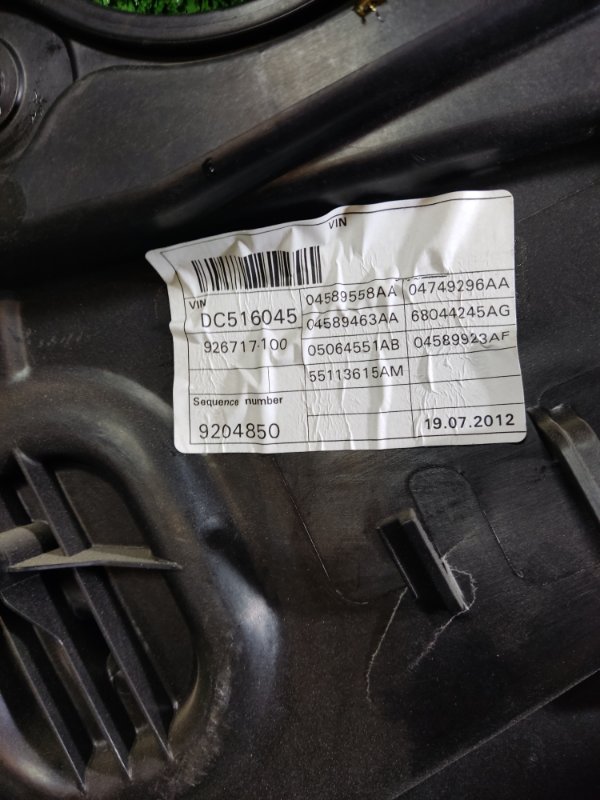 VIN
VIN
DC516045 04589558AA 04749296AA
04589463AA 68044245AG
926717-100 05064551AB 04589923AF
55113615AM
Sequence number
9204850 19.07.2012